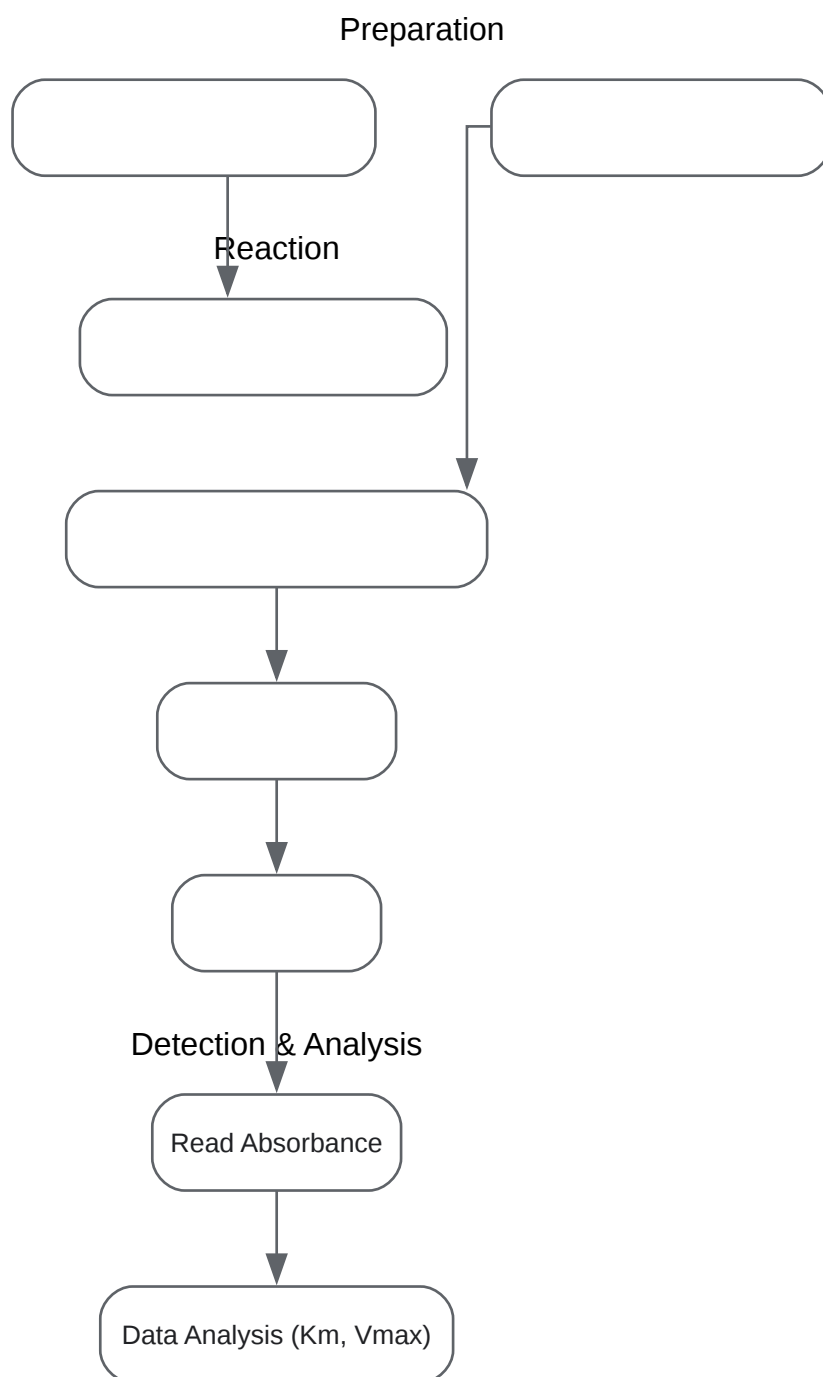 Preparation
Reaction
Detection & Analysis
Read Absorbance
Data Analysis (Km, Vmax)